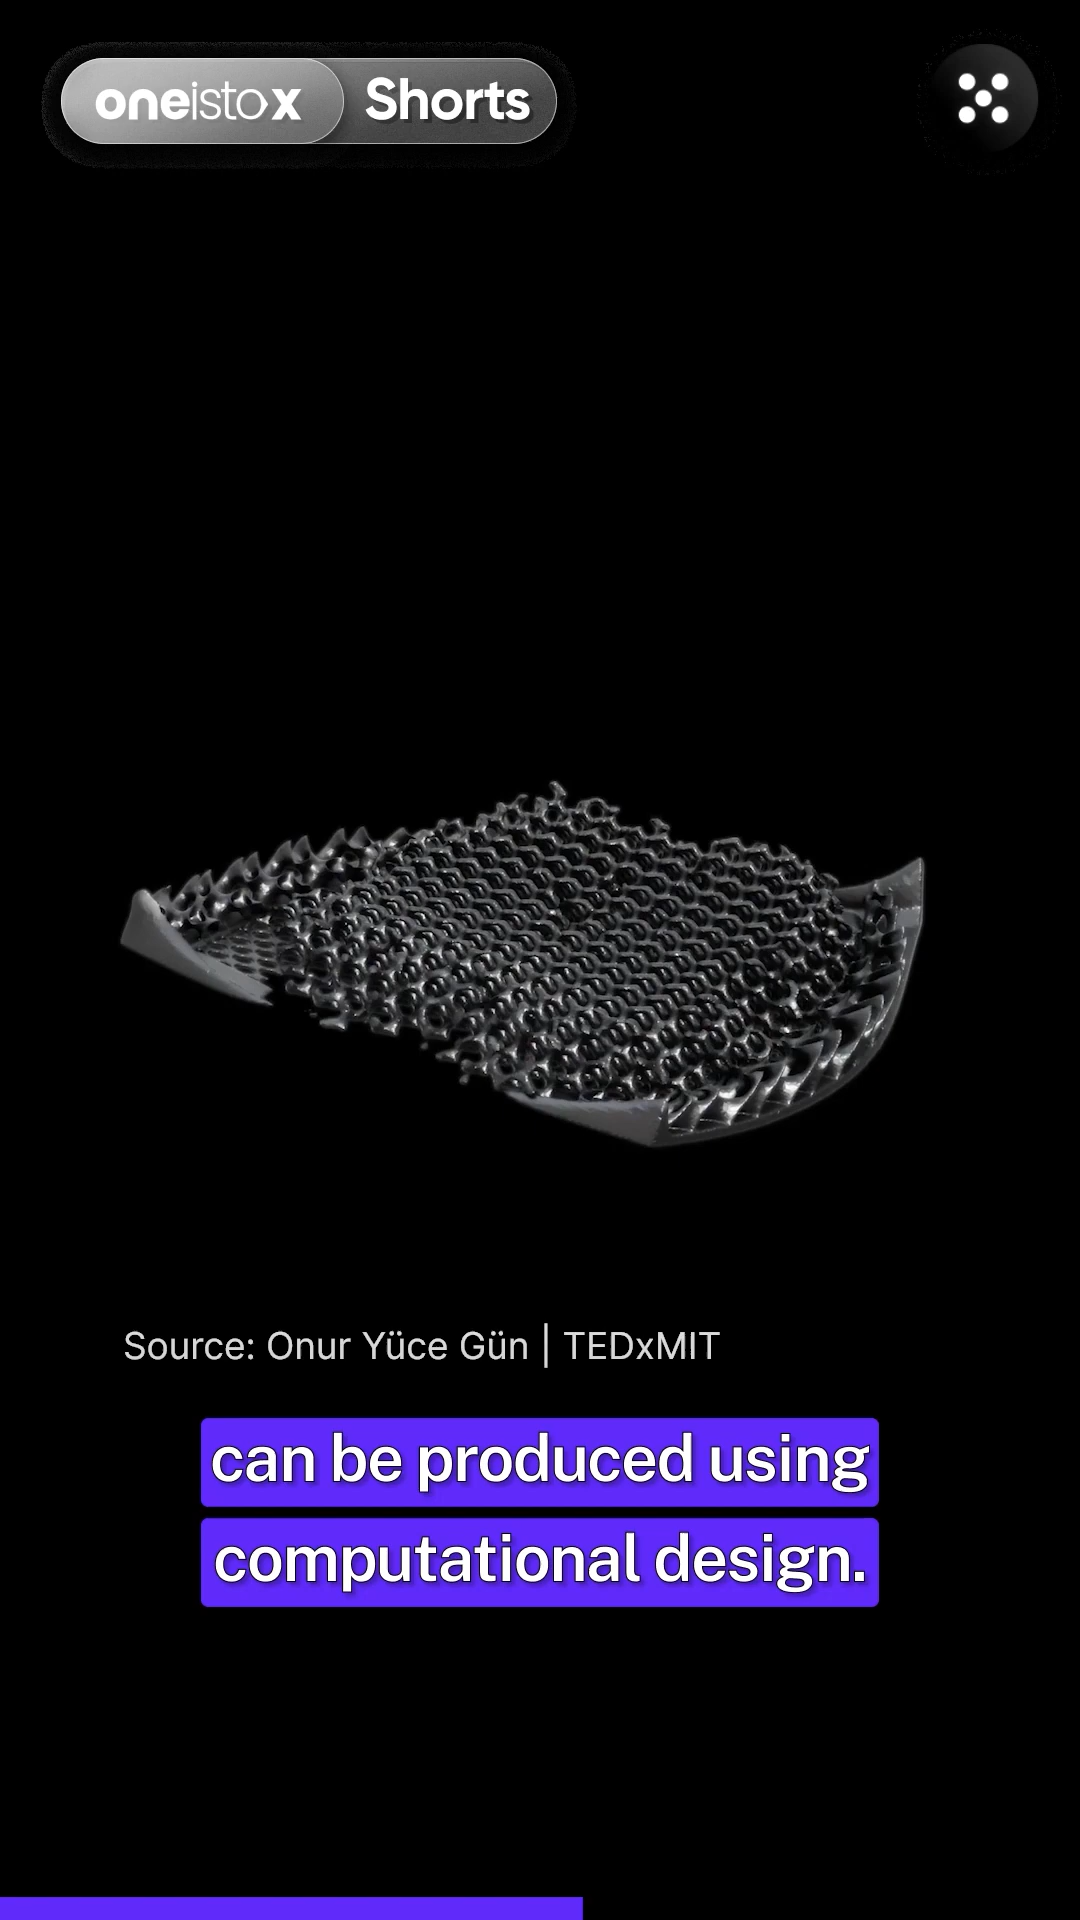 oneistox Shorts
Source: Onur Yüce Gün | TEDxMIT
can be produced using
computational design.